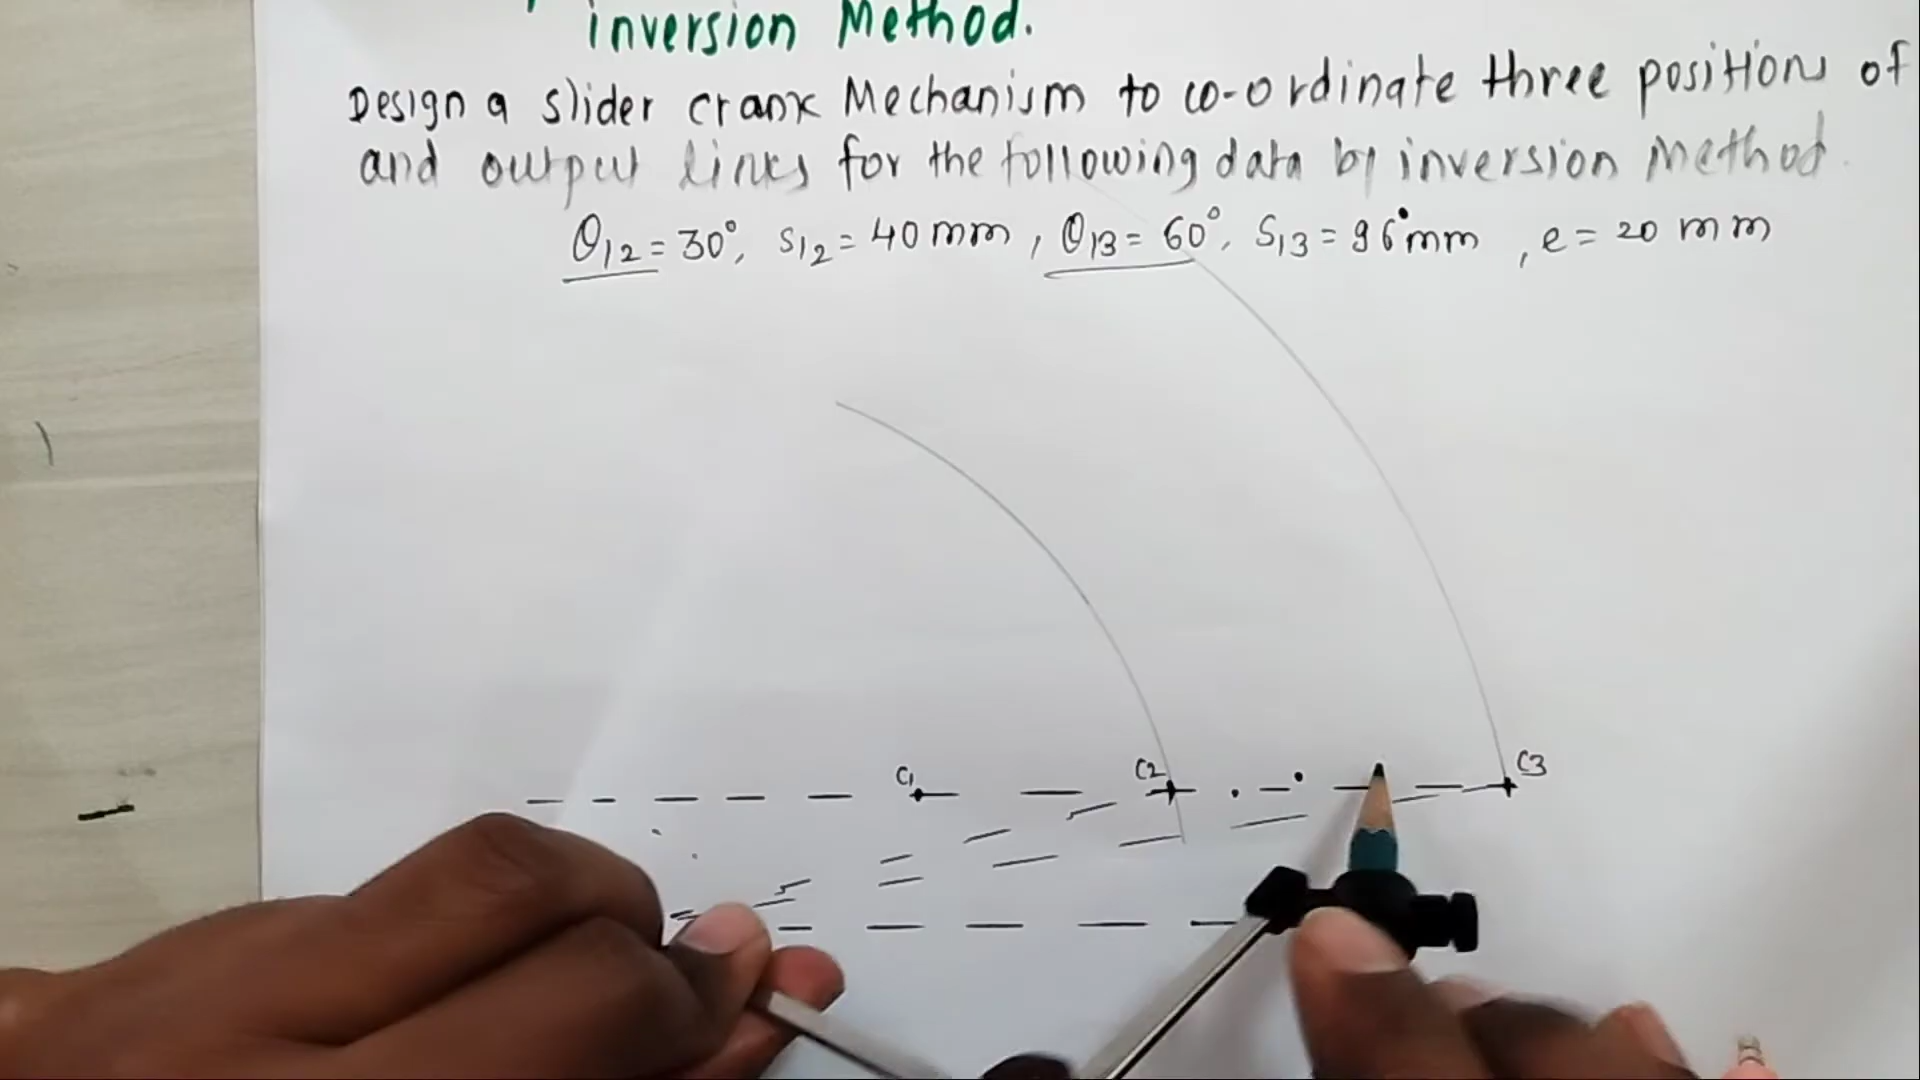 inversion Method.
Design a slider crank Mechanism to co-ordinate three positions of
and output links for the following data by inversion Method.
θ12 = 30°, S12 = 40 mm, θ13 = 60°, S13 = 96 mm, e = 20 mm
C1 C2 C3